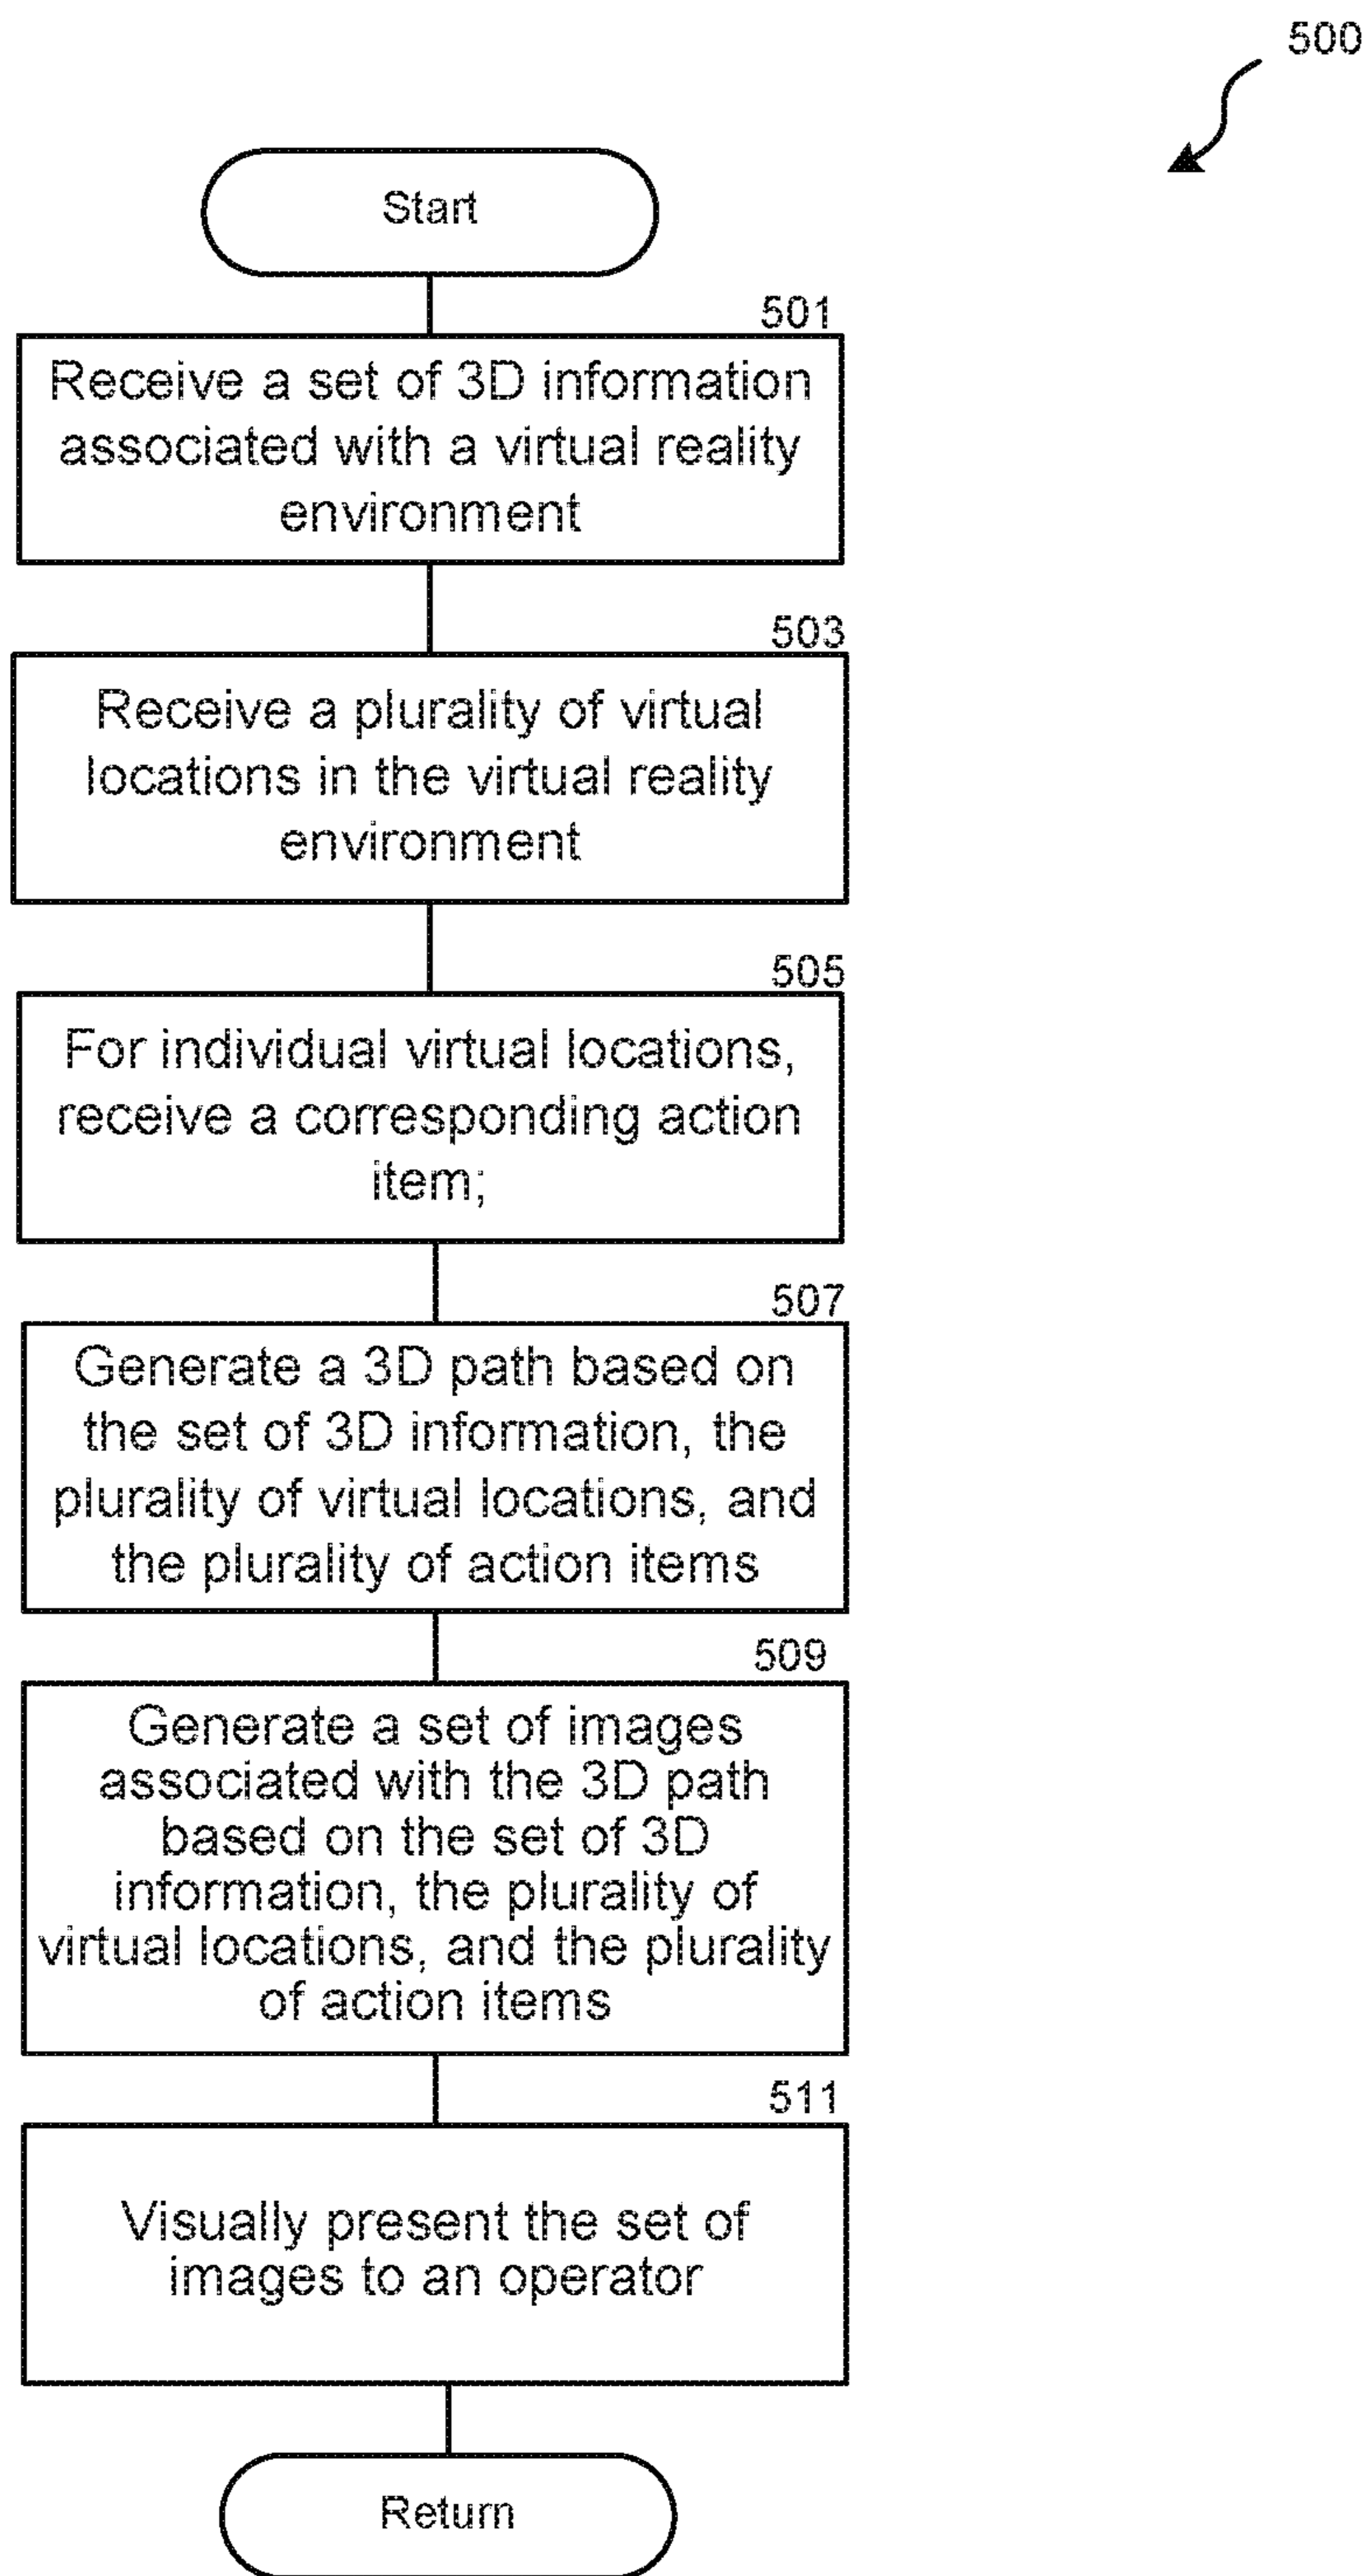 500
Start
501
Receive a set of 3D information
associated with a virtual reality
environment
503
Receive a plurality of virtual
locations in the virtual reality
environment
505
For individual virtual locations,
receive a corresponding action
item;
507
Generate a 3D path based on
the set of 3D information, the
plurality of virtual locations, and
the plurality of action items
509
Generate a set of images
associated with the 3D path
based on the set of 3D
information, the plurality of
virtual locations, and the plurality
of action items
511
Visually present the set of
images to an operator
Return